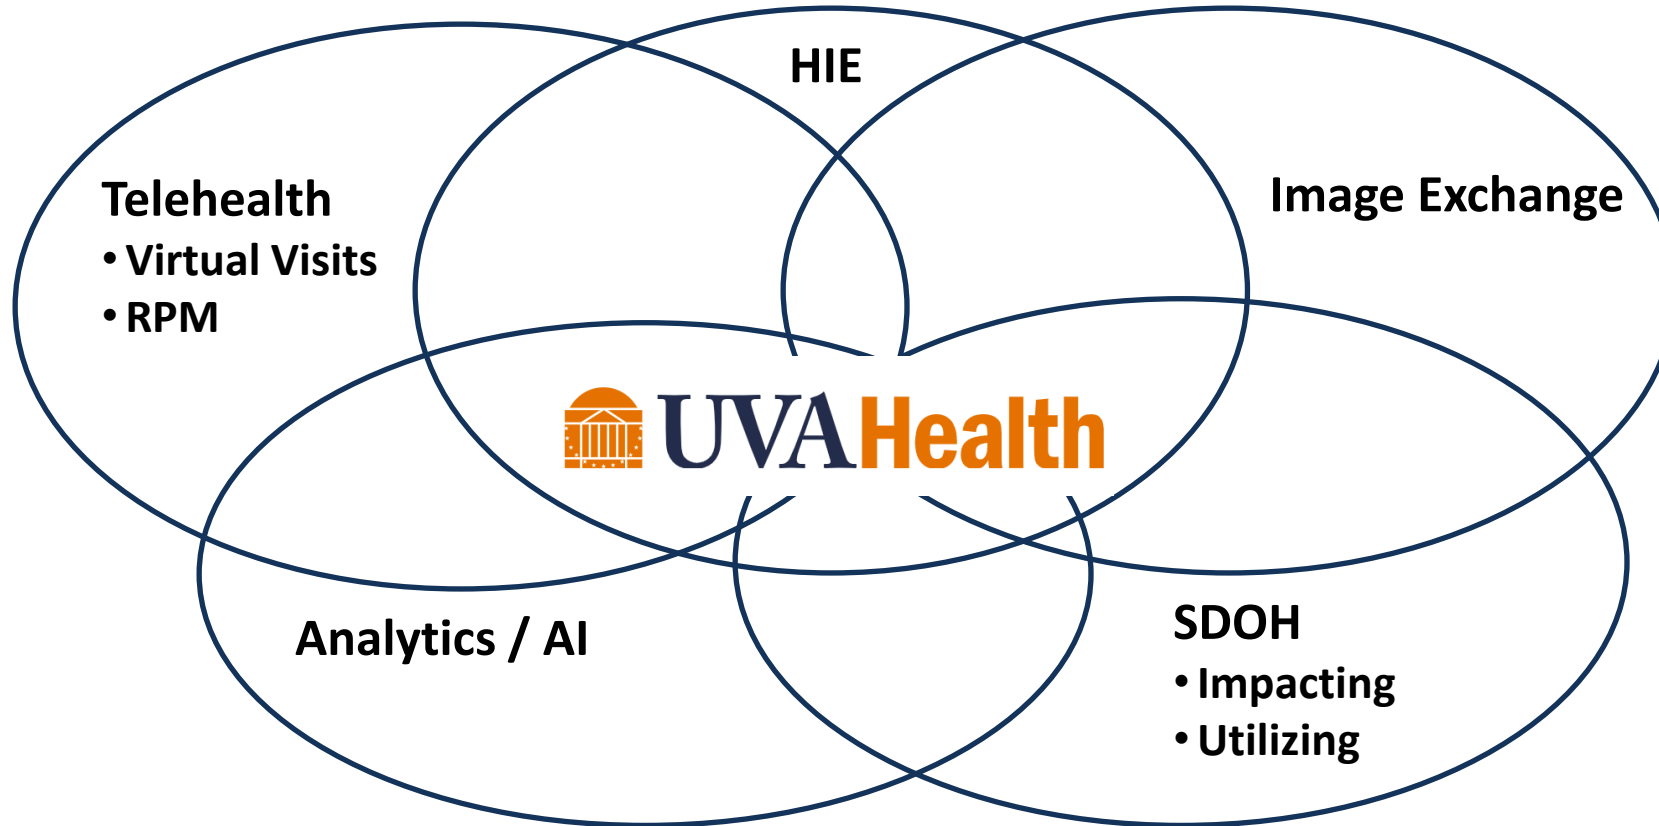 HIE
Telehealth
• Virtual Visits
• RPM
Image Exchange
UVAHealth
Analytics / AI
SDOH
• Impacting
• Utilizing